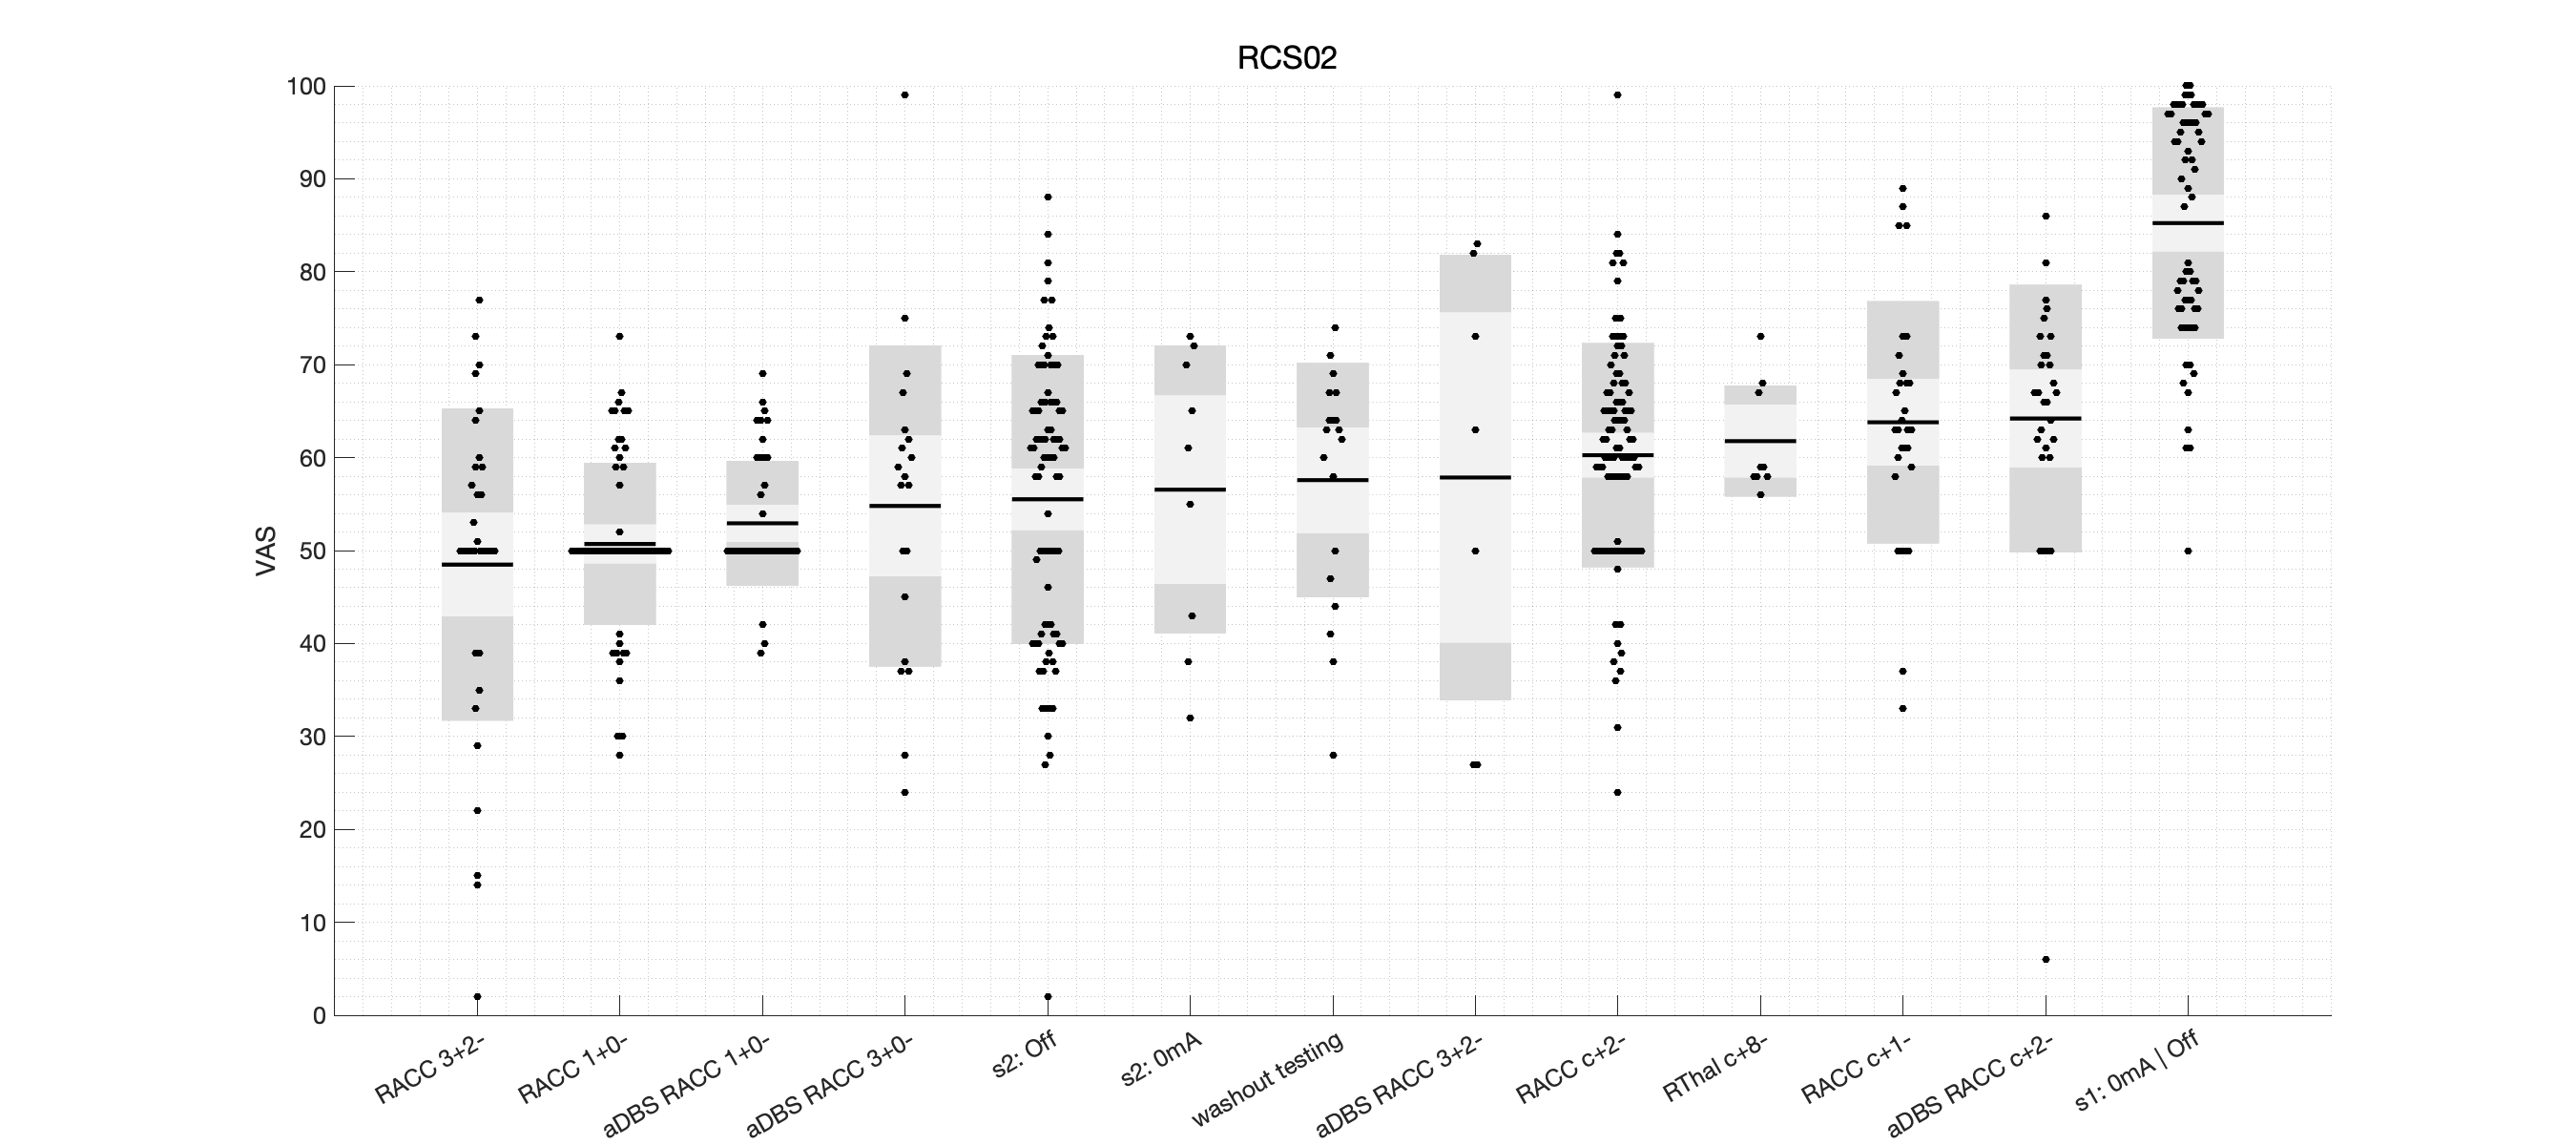 RCS02
100
90
80
70
60
50
40
30
20
10
0
VAS
RACC 3+2-
RACC 1+0-
aDBS RACC 1+0-
aDBS RACC 3+0-
s2: Off
s2: 0mA
washout testing
aDBS RACC 3+2-
RACC c+2-
RThal c+8-
RACC c+1-
aDBS RACC c+2-
s1: 0mA | Off